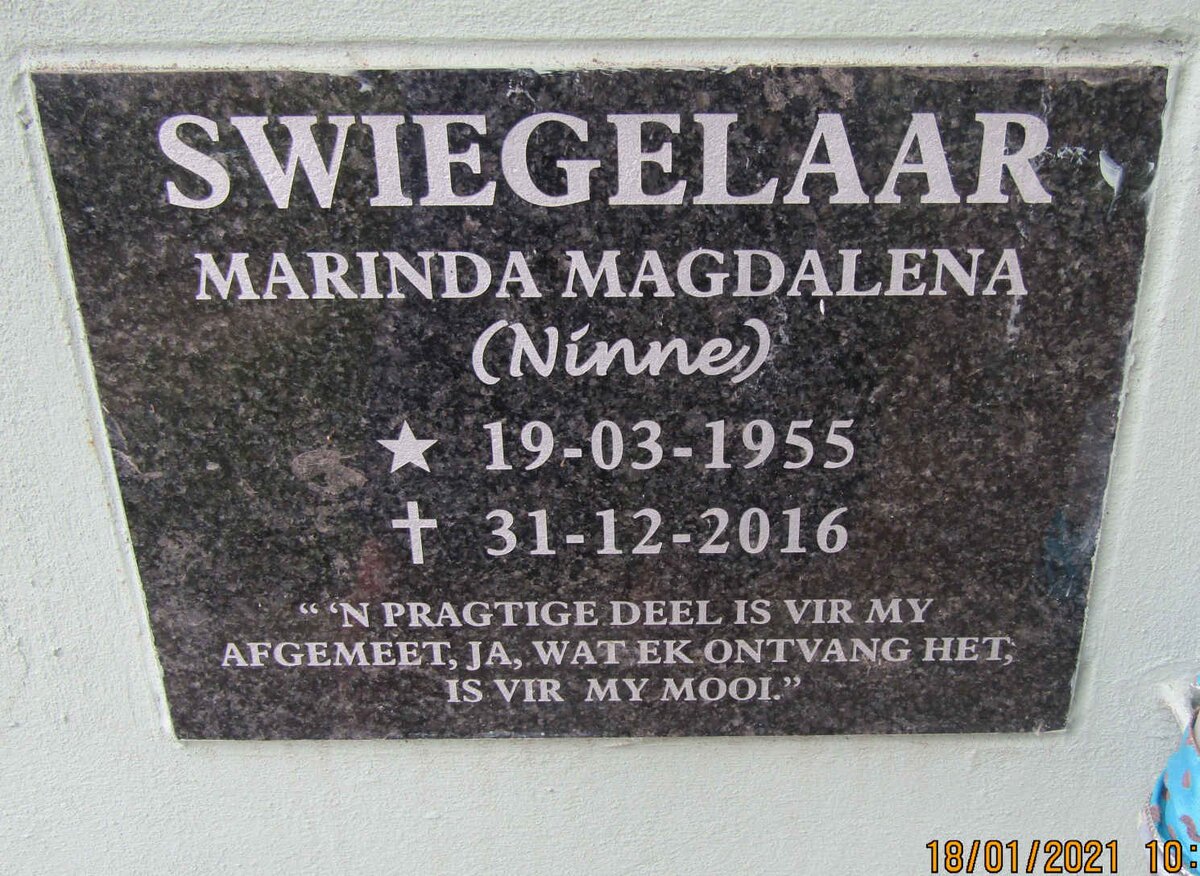 SWIEGELAAR
MARINDA MAGDALENA
(Ninne)
19-03-1955
31-12-2016
“ ‘N PRAGTIGE DEEL IS VIR MY
AFGEMEET, JA, WAT EK ONTVANG HET,
IS VIR MY MOOI.”
18/01/2021 10: